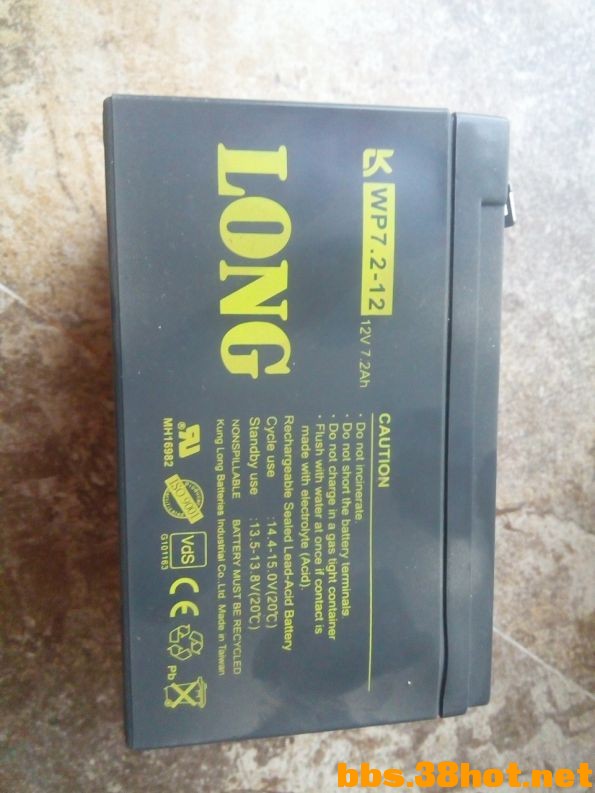 WP7.2-12
12V 7.2Ah
LONG
CAUTION
· Do not incinerate.
· Do not short the battery terminals.
· Do not charge in a gas tight container
· Flush with water at once if contact is
made with electrolyte (Acid).
Rechargeable Sealed Lead-Acid Battery
Cycle use :14.4-15.0V(20℃)
Standby use :13.5-13.8V(20℃)
NONSPILLABLE BATTERY MUST BE RECYCLED
Kung Long Batteries Industrial Co.,Ltd. Made in Taiwan
MH16982
ISO 9001
VdS
G101163
CE
Pb
bbs.38hot.net